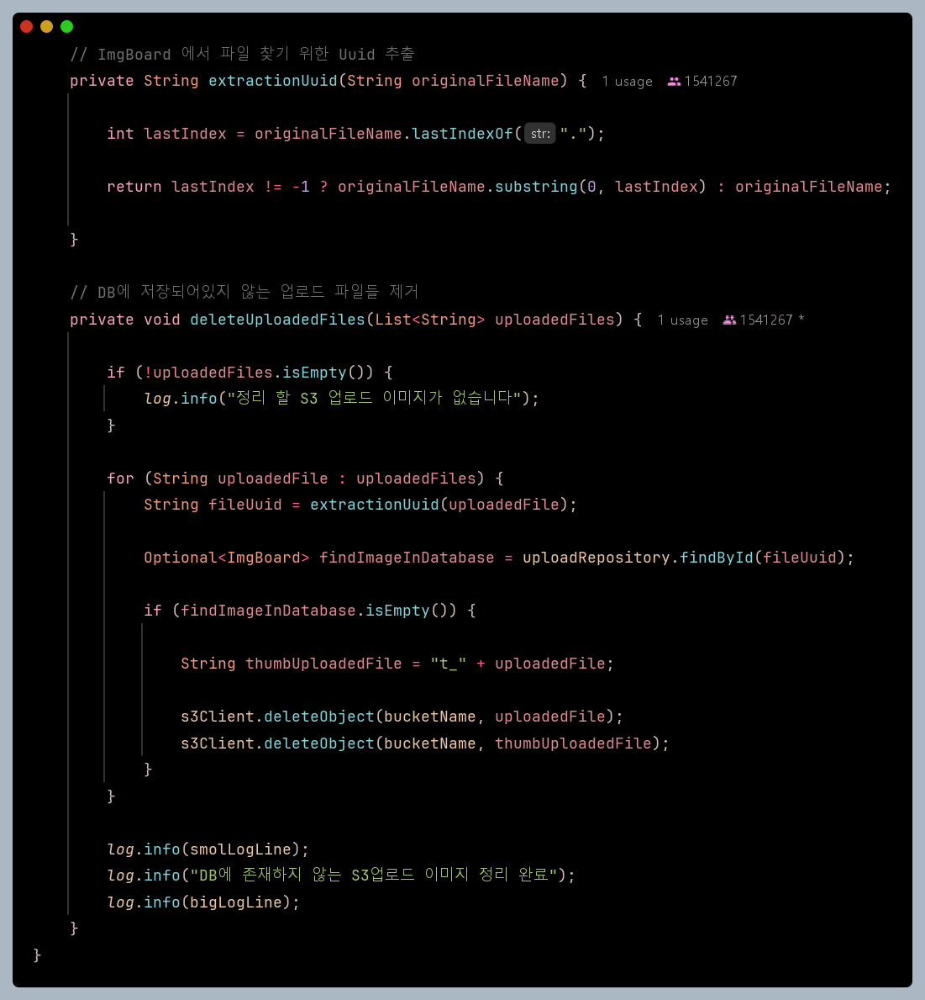 // ImgBoard 에서 파일 찾기 위한 Uuid 추출
private String extractionUuid(String originalFileName) { 1 usage 1541267
int lastIndex = originalFileName.lastIndexOf( str: ".");
return lastIndex != -1 ? originalFileName.substring(0, lastIndex) : originalFileName;
}
// DB에 저장되어있지 않는 업로드 파일들 제거
private void deleteUploadedFiles(List<String> uploadedFiles) { 1 usage 1541267 *
if (!uploadedFiles.isEmpty()) {
log.info("정리 할 S3 업로드 이미지가 없습니다");
}
for (String uploadedFile : uploadedFiles) {
String fileUuid = extractionUuid(uploadedFile);
Optional<ImgBoard> findImageInDatabase = uploadRepository.findById(fileUuid);
if (findImageInDatabase.isEmpty()) {
String thumbUploadedFile = "t_" + uploadedFile;
s3Client.deleteObject(bucketName, uploadedFile);
s3Client.deleteObject(bucketName, thumbUploadedFile);
}
}
log.info(smolLogLine);
log.info("DB에 존재하지 않는 S3업로드 이미지 정리 완료");
log.info(bigLogLine);
}
}